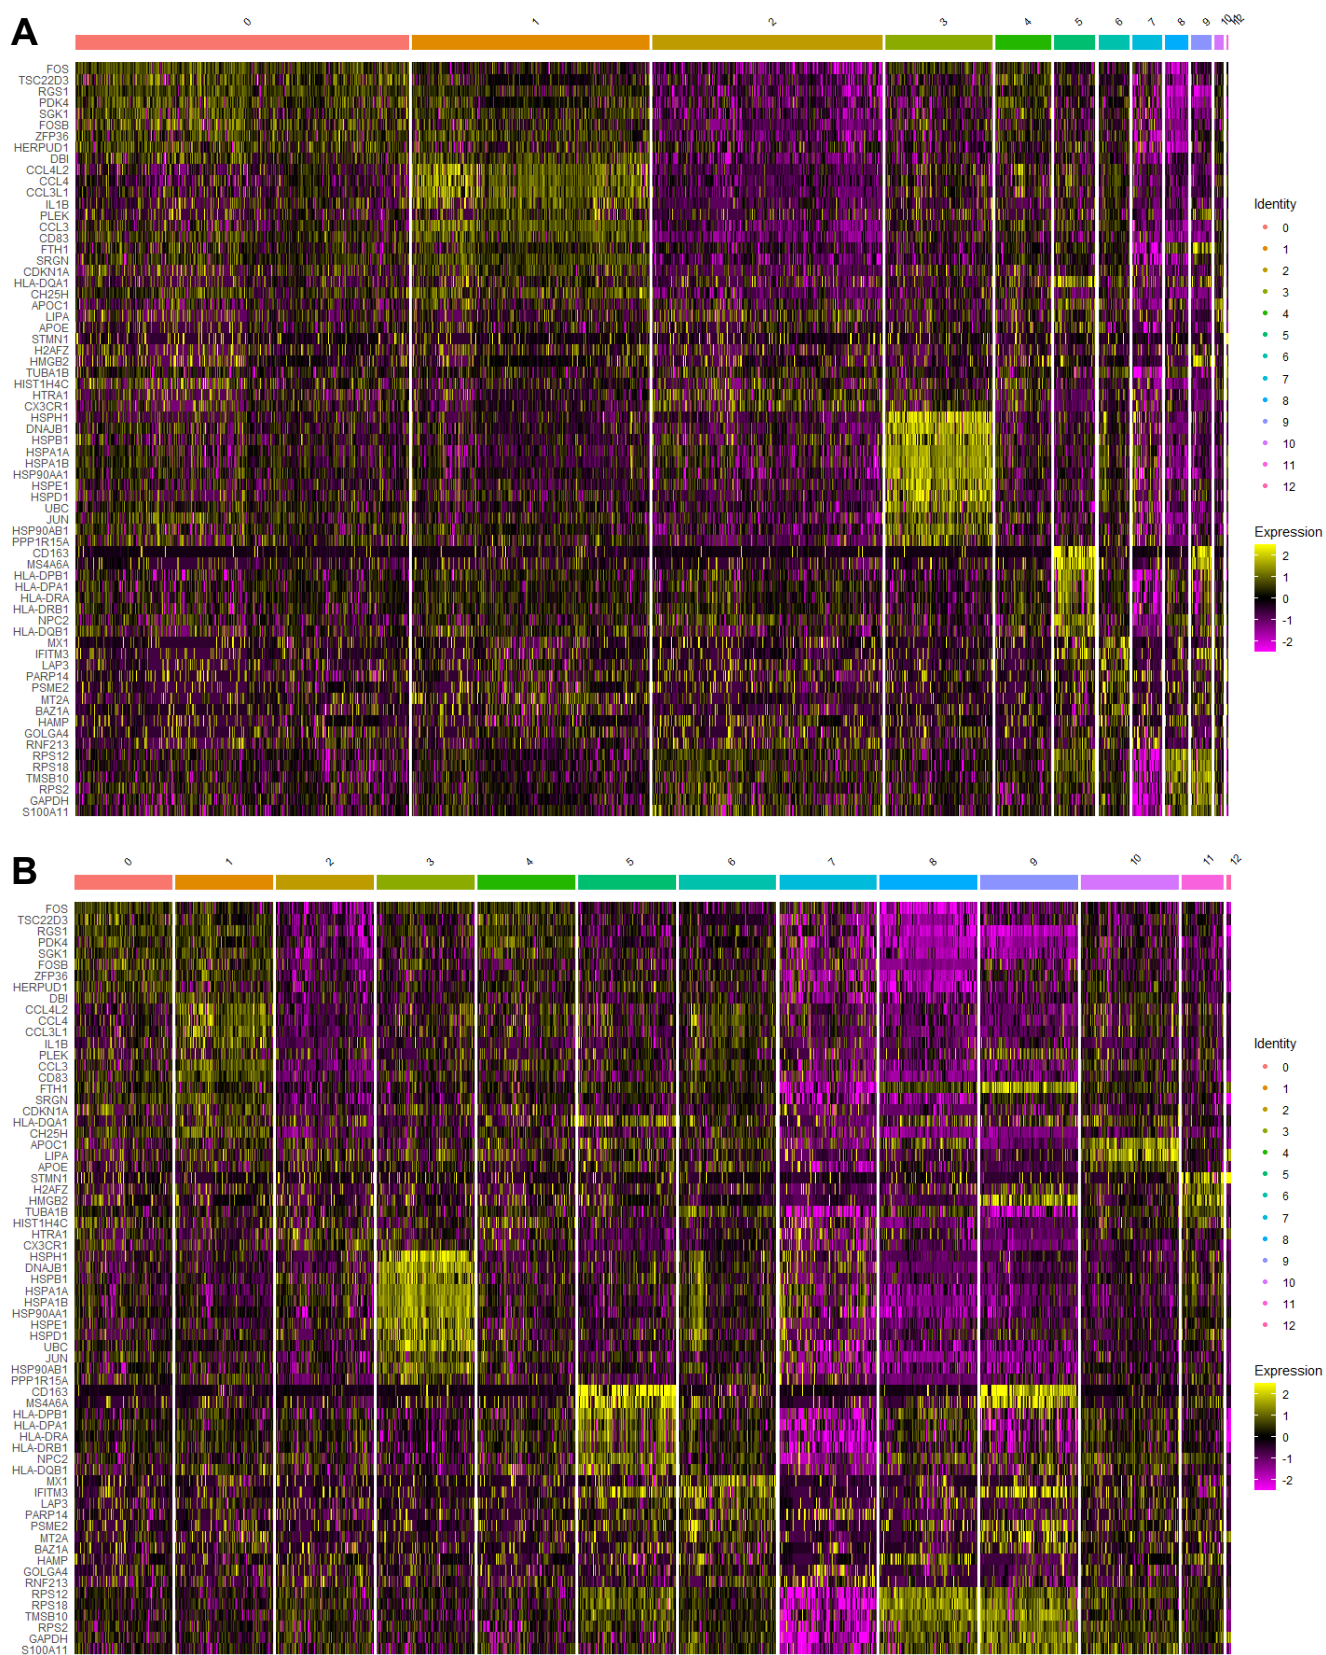 A
0 1 2 3 4 5 6 7 8 9 10 11 12
FOS
TSC22D3
RGS1
PDK4
SGK1
FOSB
ZFP36
HERPUD1
DBI
CCL4L2
CCL4
CCL3L1
IL1B
PLEK
CCL3
CD83
FTH1
SRGN
CDKN1A
HLA-DQA1
CH25H
APOC1
LIPA
APOE
STMN1
H2AFZ
HMGB2
TUBA1B
HIST1H4C
HTRA1
CX3CR1
HSPH1
DNAJB1
HSPB1
HSPA1A
HSPA1B
HSP90AA1
HSPE1
HSPD1
UBC
JUN
HSP90AB1
PPP1R15A
CD163
MS4A6A
HLA-DPB1
HLA-DPA1
HLA-DRA
HLA-DRB1
NPC2
HLA-DQB1
MX1
IFITM3
LAP3
PARP14
PSME2
MT2A
BAZ1A
HAMP
GOLGA4
RNF213
RPS12
RPS18
TMSB10
RPS2
GAPDH
S100A11
Identity
0
1
2
3
4
5
6
7
8
9
10
11
12
Expression
2
1
0
-1
-2
B
0 1 2 3 4 5 6 7 8 9 10 11 12
FOS
TSC22D3
RGS1
PDK4
SGK1
FOSB
ZFP36
HERPUD1
DBI
CCL4L2
CCL4
CCL3L1
IL1B
PLEK
CCL3
CD83
FTH1
SRGN
CDKN1A
HLA-DQA1
CH25H
APOC1
LIPA
APOE
STMN1
H2AFZ
HMGB2
TUBA1B
HIST1H4C
HTRA1
CX3CR1
HSPH1
DNAJB1
HSPB1
HSPA1A
HSPA1B
HSP90AA1
HSPE1
HSPD1
UBC
JUN
HSP90AB1
PPP1R15A
CD163
MS4A6A
HLA-DPB1
HLA-DPA1
HLA-DRA
HLA-DRB1
NPC2
HLA-DQB1
MX1
IFITM3
LAP3
PARP14
PSME2
MT2A
BAZ1A
HAMP
GOLGA4
RNF213
RPS12
RPS18
TMSB10
RPS2
GAPDH
S100A11
Identity
0
1
2
3
4
5
6
7
8
9
10
11
12
Expression
2
1
0
-1
-2